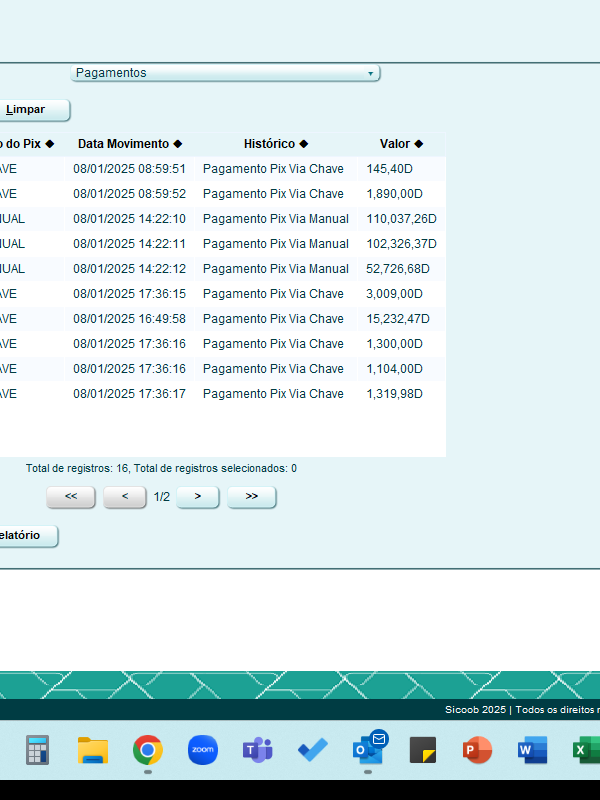 Pagamentos
Limpar
o do Pix Data Movimento Histórico Valor
AVE 08/01/2025 08:59:51 Pagamento Pix Via Chave 145,40D
AVE 08/01/2025 08:59:52 Pagamento Pix Via Chave 1,890,00D
NUAL 08/01/2025 14:22:10 Pagamento Pix Via Manual 110,037,26D
NUAL 08/01/2025 14:22:11 Pagamento Pix Via Manual 102,326,37D
NUAL 08/01/2025 14:22:12 Pagamento Pix Via Manual 52,726,68D
AVE 08/01/2025 17:36:15 Pagamento Pix Via Chave 3,009,00D
AVE 08/01/2025 16:49:58 Pagamento Pix Via Chave 15,232,47D
AVE 08/01/2025 17:36:16 Pagamento Pix Via Chave 1,300,00D
AVE 08/01/2025 17:36:16 Pagamento Pix Via Chave 1,104,00D
AVE 08/01/2025 17:36:17 Pagamento Pix Via Chave 1,319,98D
Total de registros: 16, Total de registros selecionados: 0
<< < 1/2 > >>
elatório
Sicoob 2025 | Todos os direitos r
zoom T O P W X